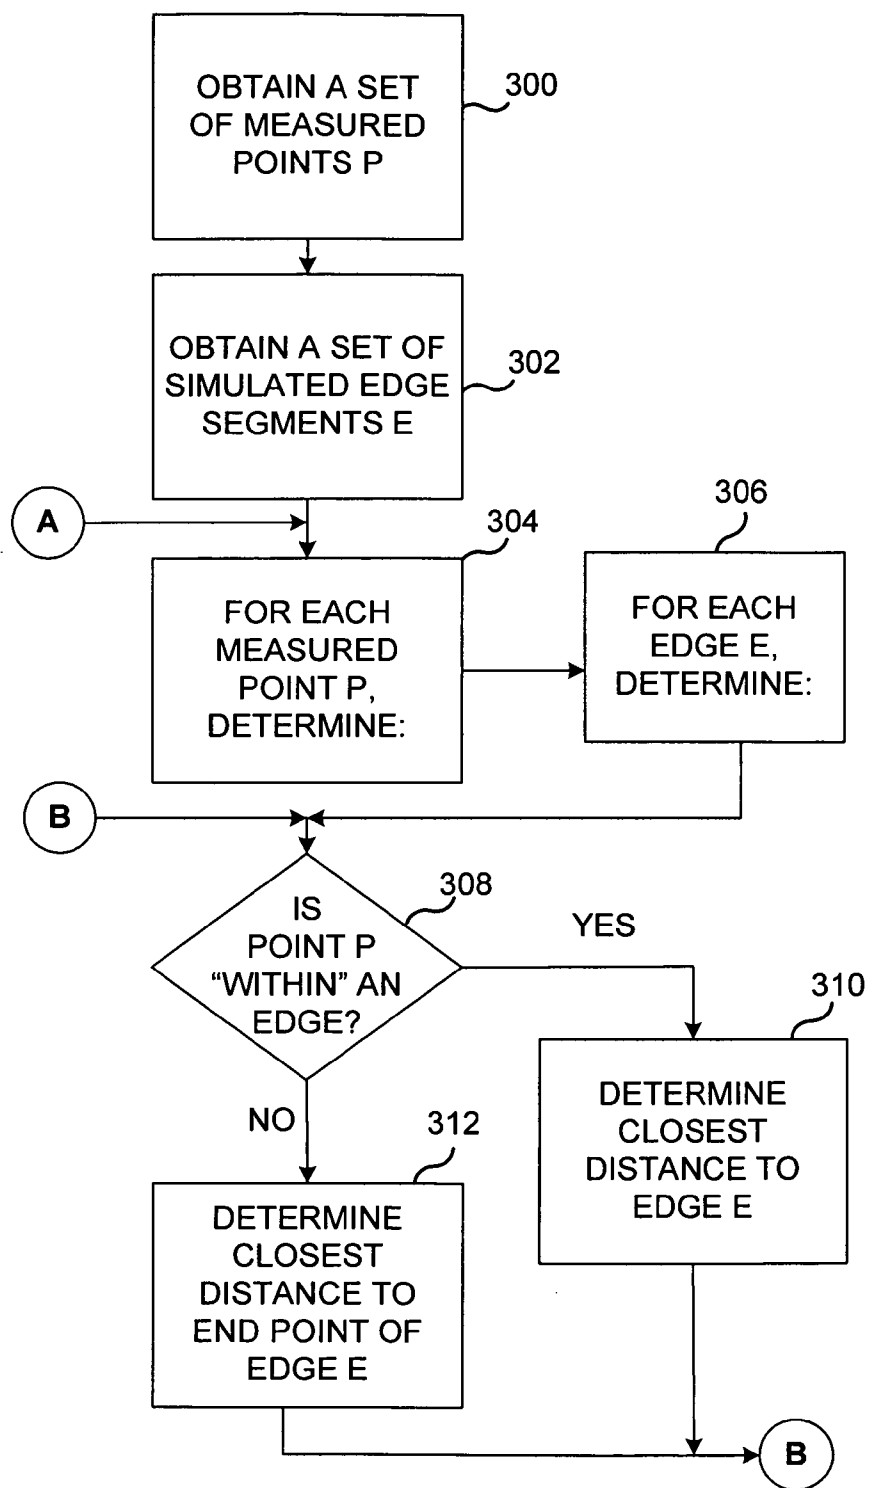 OBTAIN A SET
OF MEASURED
POINTS P
300
OBTAIN A SET OF
SIMULATED EDGE
SEGMENTS E
302
A
304
306
FOR EACH
MEASURED
POINT P,
DETERMINE:
FOR EACH
EDGE E,
DETERMINE:
B
308
IS
POINT P
“WITHIN” AN
EDGE?
YES
310
DETERMINE
CLOSEST
DISTANCE TO
EDGE E
NO
312
DETERMINE
CLOSEST
DISTANCE TO
END POINT OF
EDGE E
B